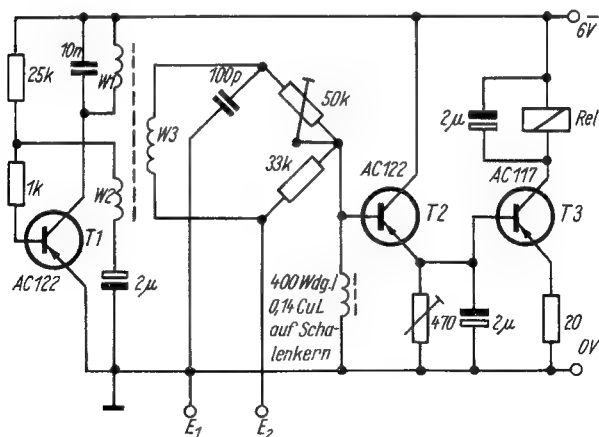 25k
10n
W1
100p
50k
W3
33k
1k
W2
T1
AC122
2μ
400 Wdg./
0,14 CuL
auf Scha-
lenkern
AC122
T2
470
2μ
2μ
Rel
AC117
T3
20
6V
0V
E1
E2